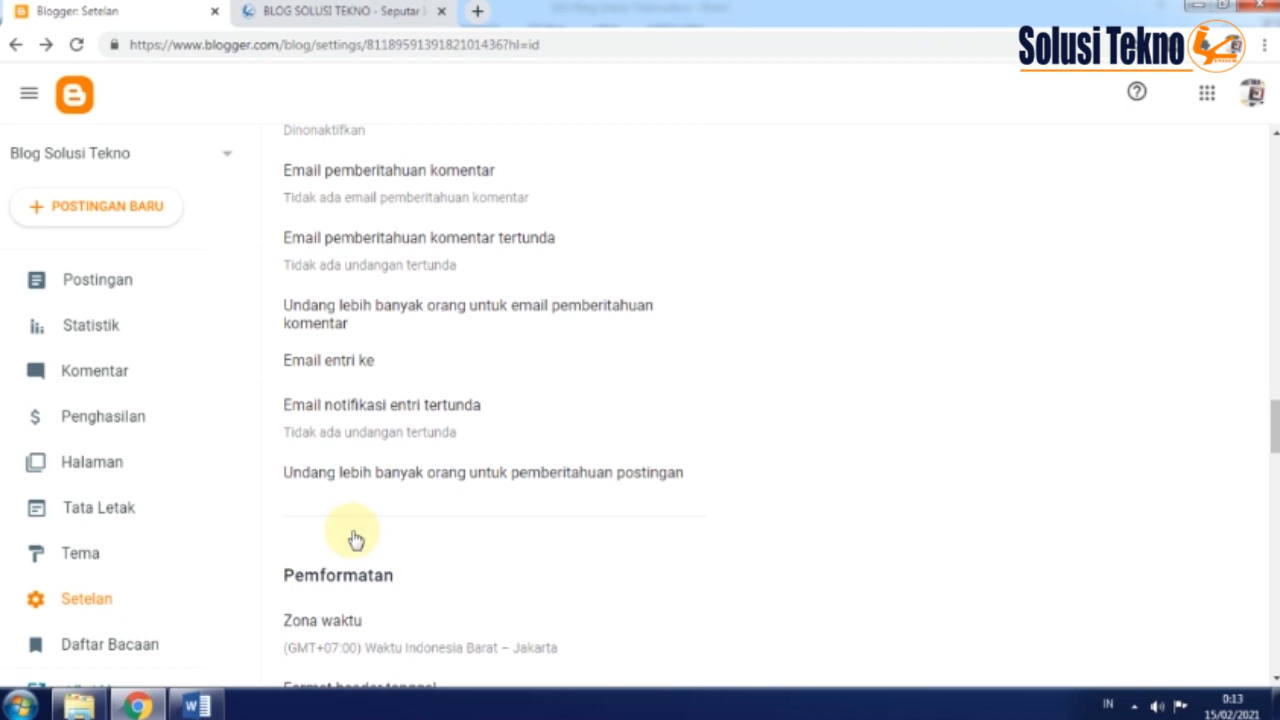 Blogger: Setelan
BLOG SOLUSI TEKNO - Seputar
https://www.blogger.com/blog/settings/8118959139182101436?hl=id
Solusi Tekno
Blog Solusi Tekno
POSTINGAN BARU
Postingan
Statistik
Komentar
Penghasilan
Halaman
Tata Letak
Tema
Setelan
Daftar Bacaan
Dinonaktifkan
Email pemberitahuan komentar
Tidak ada email pemberitahuan komentar
Email pemberitahuan komentar tertunda
Tidak ada undangan tertunda
Undang lebih banyak orang untuk email pemberitahuan
komentar
Email entri ke
Email notifikasi entri tertunda
Tidak ada undangan tertunda
Undang lebih banyak orang untuk pemberitahuan postingan
Pemformatan
Zona waktu
(GMT+07:00) Waktu Indonesia Barat – Jakarta
Format header tanggal
IN
0:13
15/02/2021